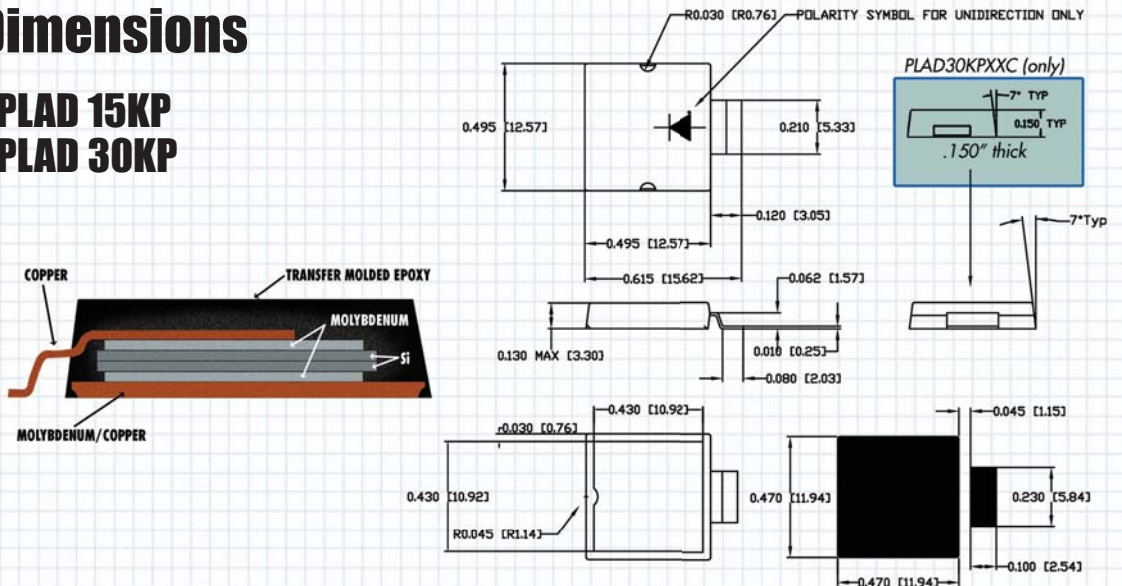 Dimensions
PLAD 15KP
PLAD 30KP
R0.030 [R0.76]
POLARITY SYMBOL FOR UNIDIRECTION ONLY
0.495 [12.57]
0.210 [5.33]
0.120 [3.05]
0.495 [12.57]
0.615 [15.62]
PLAD30KPXXC (only)
7° TYP
0.150 TYP
.150" thick
7°Typ
0.062 [1.57]
0.130 MAX [3.30]
0.010 [0.25]
0.080 [2.03]
COPPER
TRANSFER MOLDED EPOXY
MOLYBDENUM
Si
MOLYBDENUM/COPPER
0.430 [10.92]
0.030 [0.76]
0.430 [10.92]
R0.045 [R1.14]
0.045 [1.15]
0.470 [11.94]
0.230 [5.84]
0.100 [2.54]
0.470 [11.94]